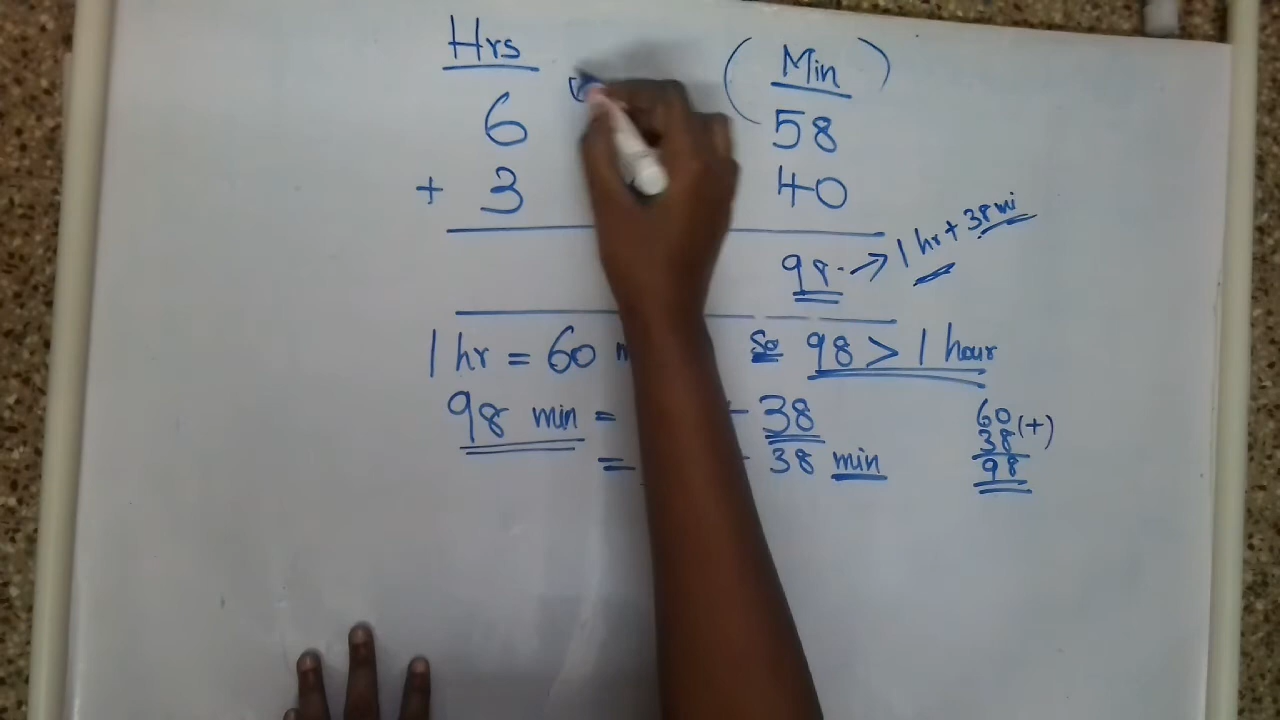 Hrs ( Min )
6 58
+ 3 40
98 → 1 hr + 38 mi
1 hr = 60 So 98 > 1 hour
98 min = + 38
= 38 min
60
38 (+)
98